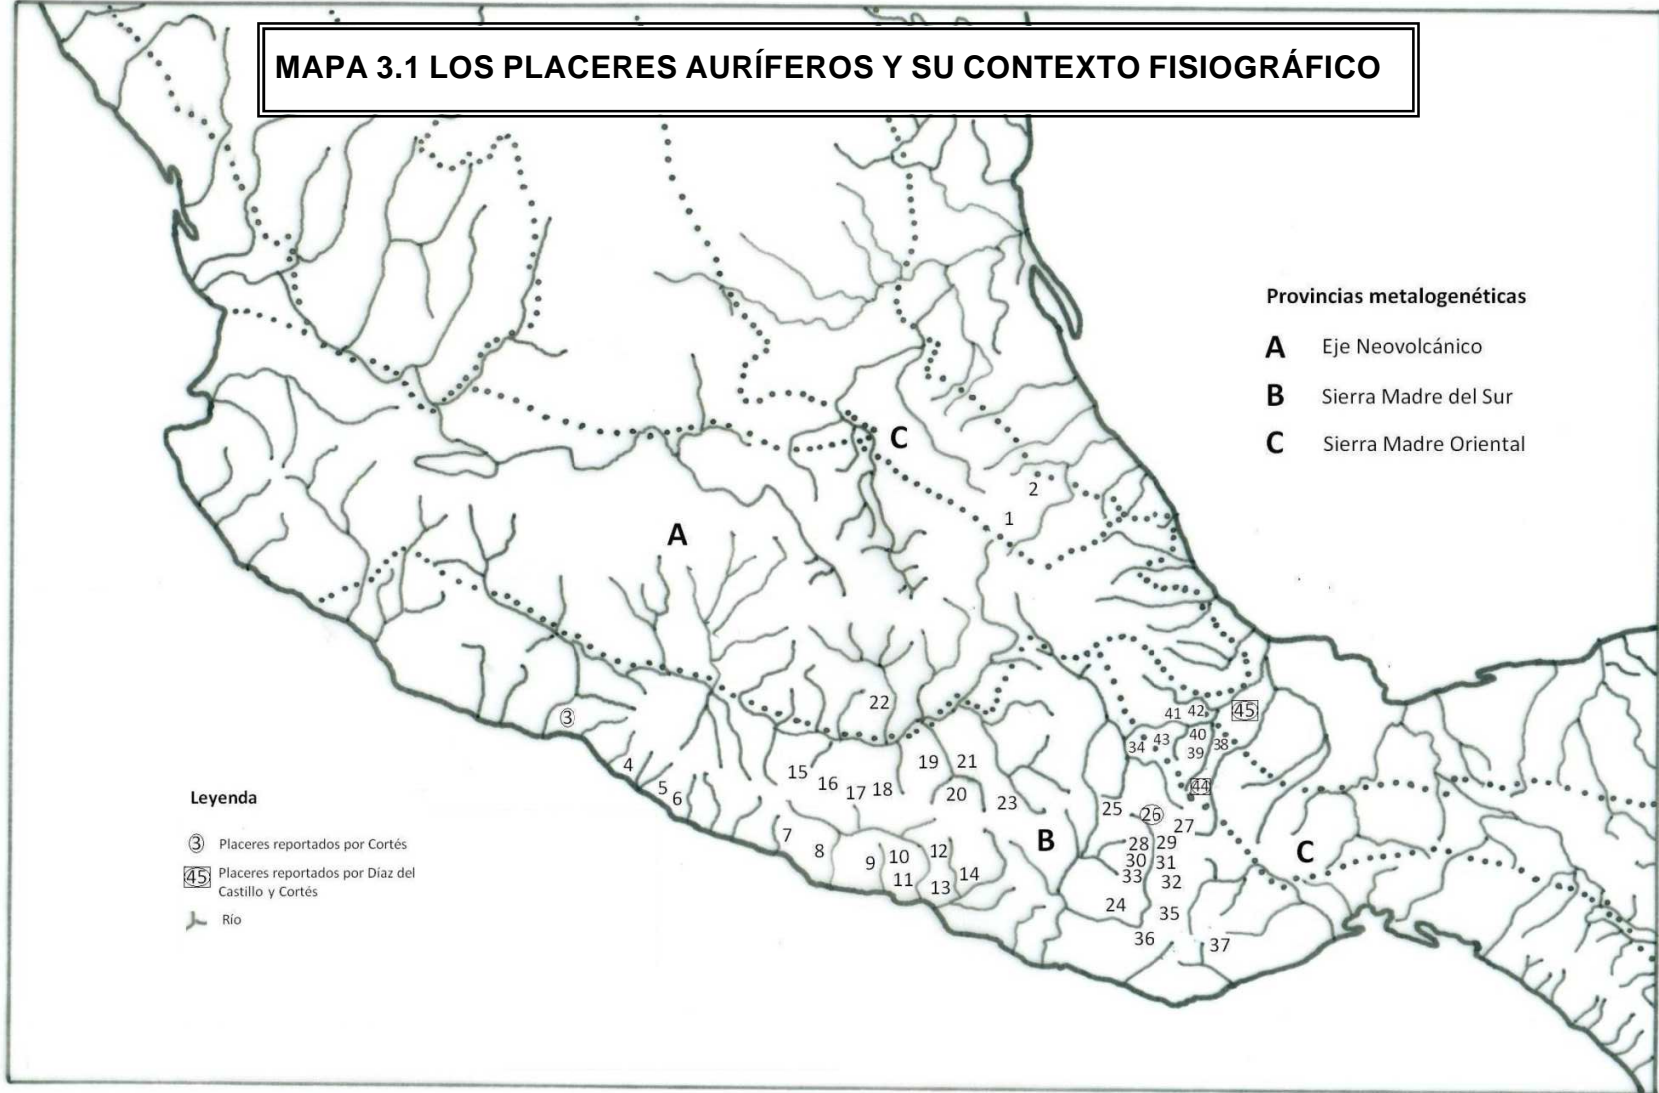 MAPA 3.1 LOS PLACERES AURÍFEROS Y SU CONTEXTO FISIOGRÁFICO
Provincias metalogenéticas
A Eje Neovolcánico
B Sierra Madre del Sur
C Sierra Madre Oriental
C
2
1
A
22
3
41 42 45
34 43 40 38
39
4
5
6
15 16 17 18
19 21
20
23
44
25 26
27
7
8
9 10
11
12
13
14
B
28 29
30 31
33 32
C
24
35
36
37
Leyenda
3 Placeres reportados por Cortés
45 Placeres reportados por Díaz del
Castillo y Cortés
Río